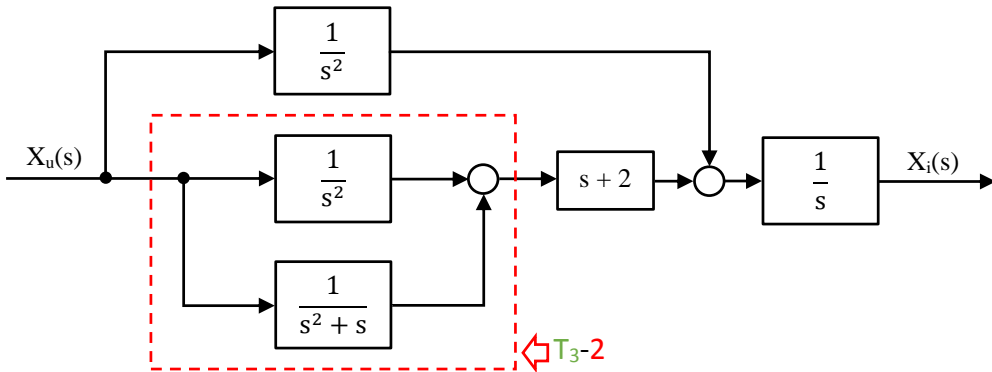 1
s²
Xᵤ(s)
1
s²
s + 2
1
s
Xᵢ(s)
1
s² + s
T₃-2